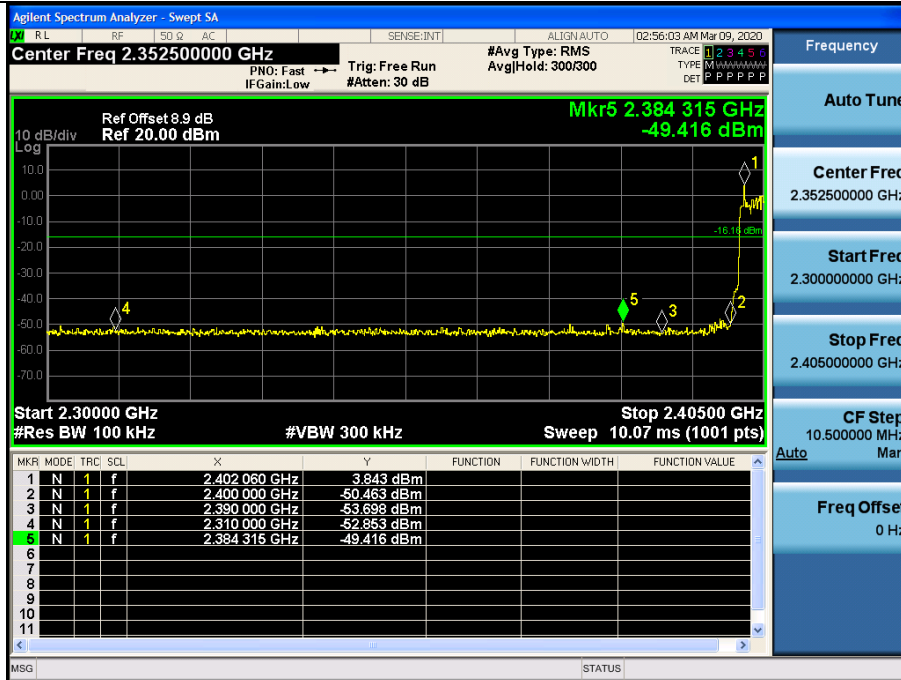 Agilent Spectrum Analyzer - Swept SA
LXI RL RF 50 Ω AC SENSE:INT ALIGN AUTO 02:56:03 AM Mar 09, 2020
Center Freq 2.352500000 GHz
PNO: Fast
IFGain:Low
Trig: Free Run
#Atten: 30 dB
#Avg Type: RMS
Avg|Hold: 300/300
TRACE 1 2 3 4 5 6
TYPE M W W W W W
DET P P P P P P
Ref Offset 8.9 dB
10 dB/div Ref 20.00 dBm
Log
Mkr5 2.384 315 GHz
-49.416 dBm
10.0
0.00
-10.0
-20.0
-30.0
-40.0
-50.0
-60.0
-70.0
1
-16.16 dBm
4
5
3
2
Start 2.30000 GHz Stop 2.40500 GHz
#Res BW 100 kHz #VBW 300 kHz Sweep 10.07 ms (1001 pts)
MKR MODE TRC SCL X Y FUNCTION FUNCTION WIDTH FUNCTION VALUE
1 N 1 f 2.402 060 GHz 3.843 dBm
2 N 1 f 2.400 000 GHz -50.463 dBm
3 N 1 f 2.390 000 GHz -53.698 dBm
4 N 1 f 2.310 000 GHz -52.853 dBm
5 N 1 f 2.384 315 GHz -49.416 dBm
6
7
8
9
10
11
MSG STATUS
Frequency
Auto Tune
Center Freq
2.352500000 GHz
Start Freq
2.300000000 GHz
Stop Freq
2.405000000 GHz
CF Step
10.500000 MHz
Auto Man
Freq Offset
0 Hz